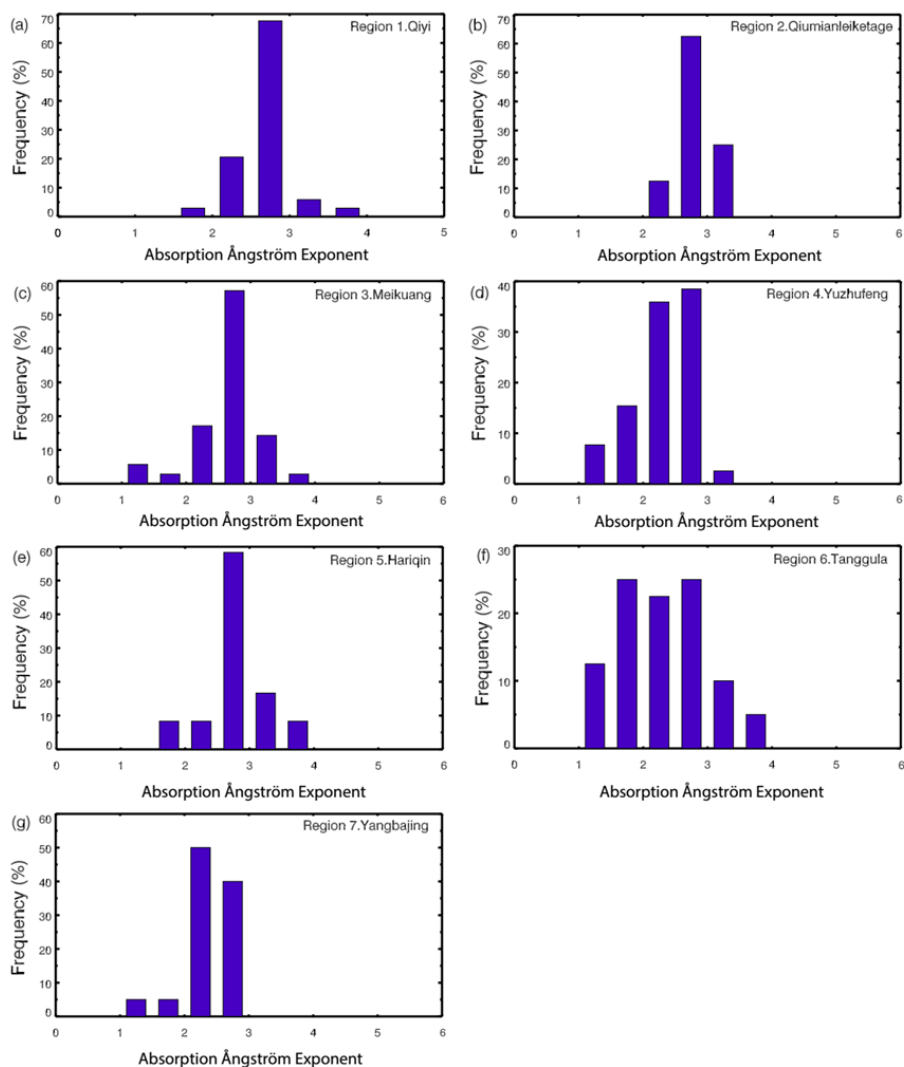 (a)
Region 1.Qiyi
Frequency (%)
70
60
50
40
30
20
10
0
0 1 2 3 4 5
Absorption Ångström Exponent
(b)
Region 2.Qiumianleiketage
Frequency (%)
70
60
50
40
30
20
10
0
0 1 2 3 4 5 6
Absorption Ångström Exponent
(c)
Region 3.Meikuang
Frequency (%)
60
50
40
30
20
10
0
0 1 2 3 4 5 6
Absorption Ångström Exponent
(d)
Region 4.Yuzhufeng
Frequency (%)
40
30
20
10
0
0 1 2 3 4 5 6
Absorption Ångström Exponent
(e)
Region 5.Hariqin
Frequency (%)
60
50
40
30
20
10
0
0 1 2 3 4 5 6
Absorption Ångström Exponent
(f)
Region 6.Tanggula
Frequency (%)
30
20
10
0
0 1 2 3 4 5 6
Absorption Ångström Exponent
(g)
Region 7.Yangbajing
Frequency (%)
60
50
40
30
20
10
0
0 1 2 3 4 5 6
Absorption Ångström Exponent